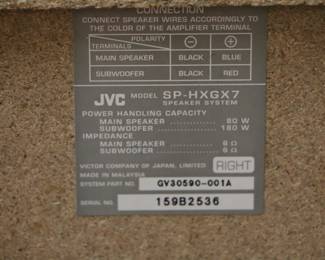 CONNECTION
CONNECT SPEAKER WIRES ACCORDINGLY TO
THE COLOR OF THE AMPLIFIER TERMINAL
POLARITY
TERMINALS - +
MAIN SPEAKER BLACK BLUE
SUBWOOFER BLACK RED
JVC MODEL SP-HXGX7
SPEAKER SYSTEM
POWER HANDLING CAPACITY
MAIN SPEAKER 80 W
SUBWOOFER 180 W
IMPEDANCE
MAIN SPEAKER 6 Ω
SUBWOOFER 6 Ω
VICTOR COMPANY OF JAPAN, LIMITED RIGHT
MADE IN MALAYSIA
SYSTEM PART NO. GV30590-001A
SERIAL NO. 159B2536